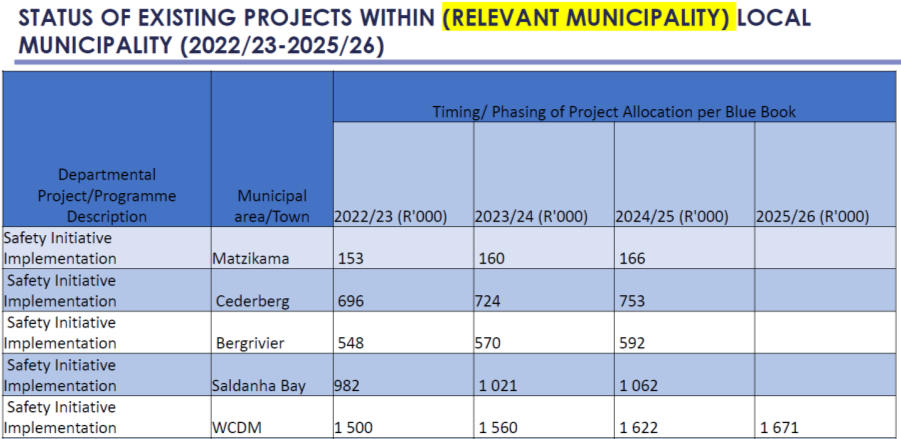 STATUS OF EXISTING PROJECTS WITHIN (RELEVANT MUNICIPALITY) LOCAL
MUNICIPALITY (2022/23-2025/26)
Timing/ Phasing of Project Allocation per Blue Book
Departmental
Project/Programme
Description
Municipal
area/Town
2022/23 (R'000)
2023/24 (R'000)
2024/25 (R'000)
2025/26 (R'000)
Safety Initiative
Implementation
Matzikama
153
160
166
Safety Initiative
Implementation
Cederberg
696
724
753
Safety Initiative
Implementation
Bergrivier
548
570
592
Safety Initiative
Implementation
Saldanha Bay
982
1 021
1 062
Safety Initiative
Implementation
WCDM
1 500
1 560
1 622
1 671